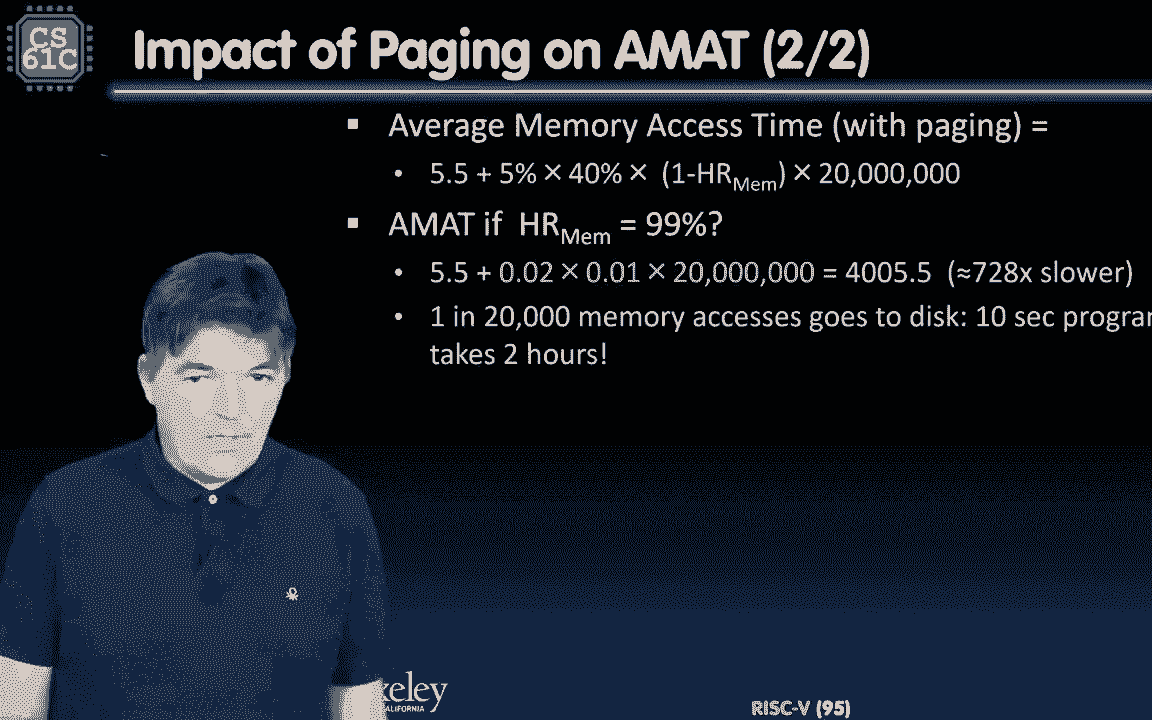 CS
61C
Impact of Paging on AMAT (2/2)
▪ Average Memory Access Time (with paging) =
• 5.5 + 5% × 40% × (1-HRMem) × 20,000,000
▪ AMAT if HRMem = 99%?
• 5.5 + 0.02 × 0.01 × 20,000,000 = 4005.5 (≈728x slower)
• 1 in 20,000 memory accesses goes to disk: 10 sec progra
takes 2 hours!
keley
CALIFORNIA
RISC-V (95)